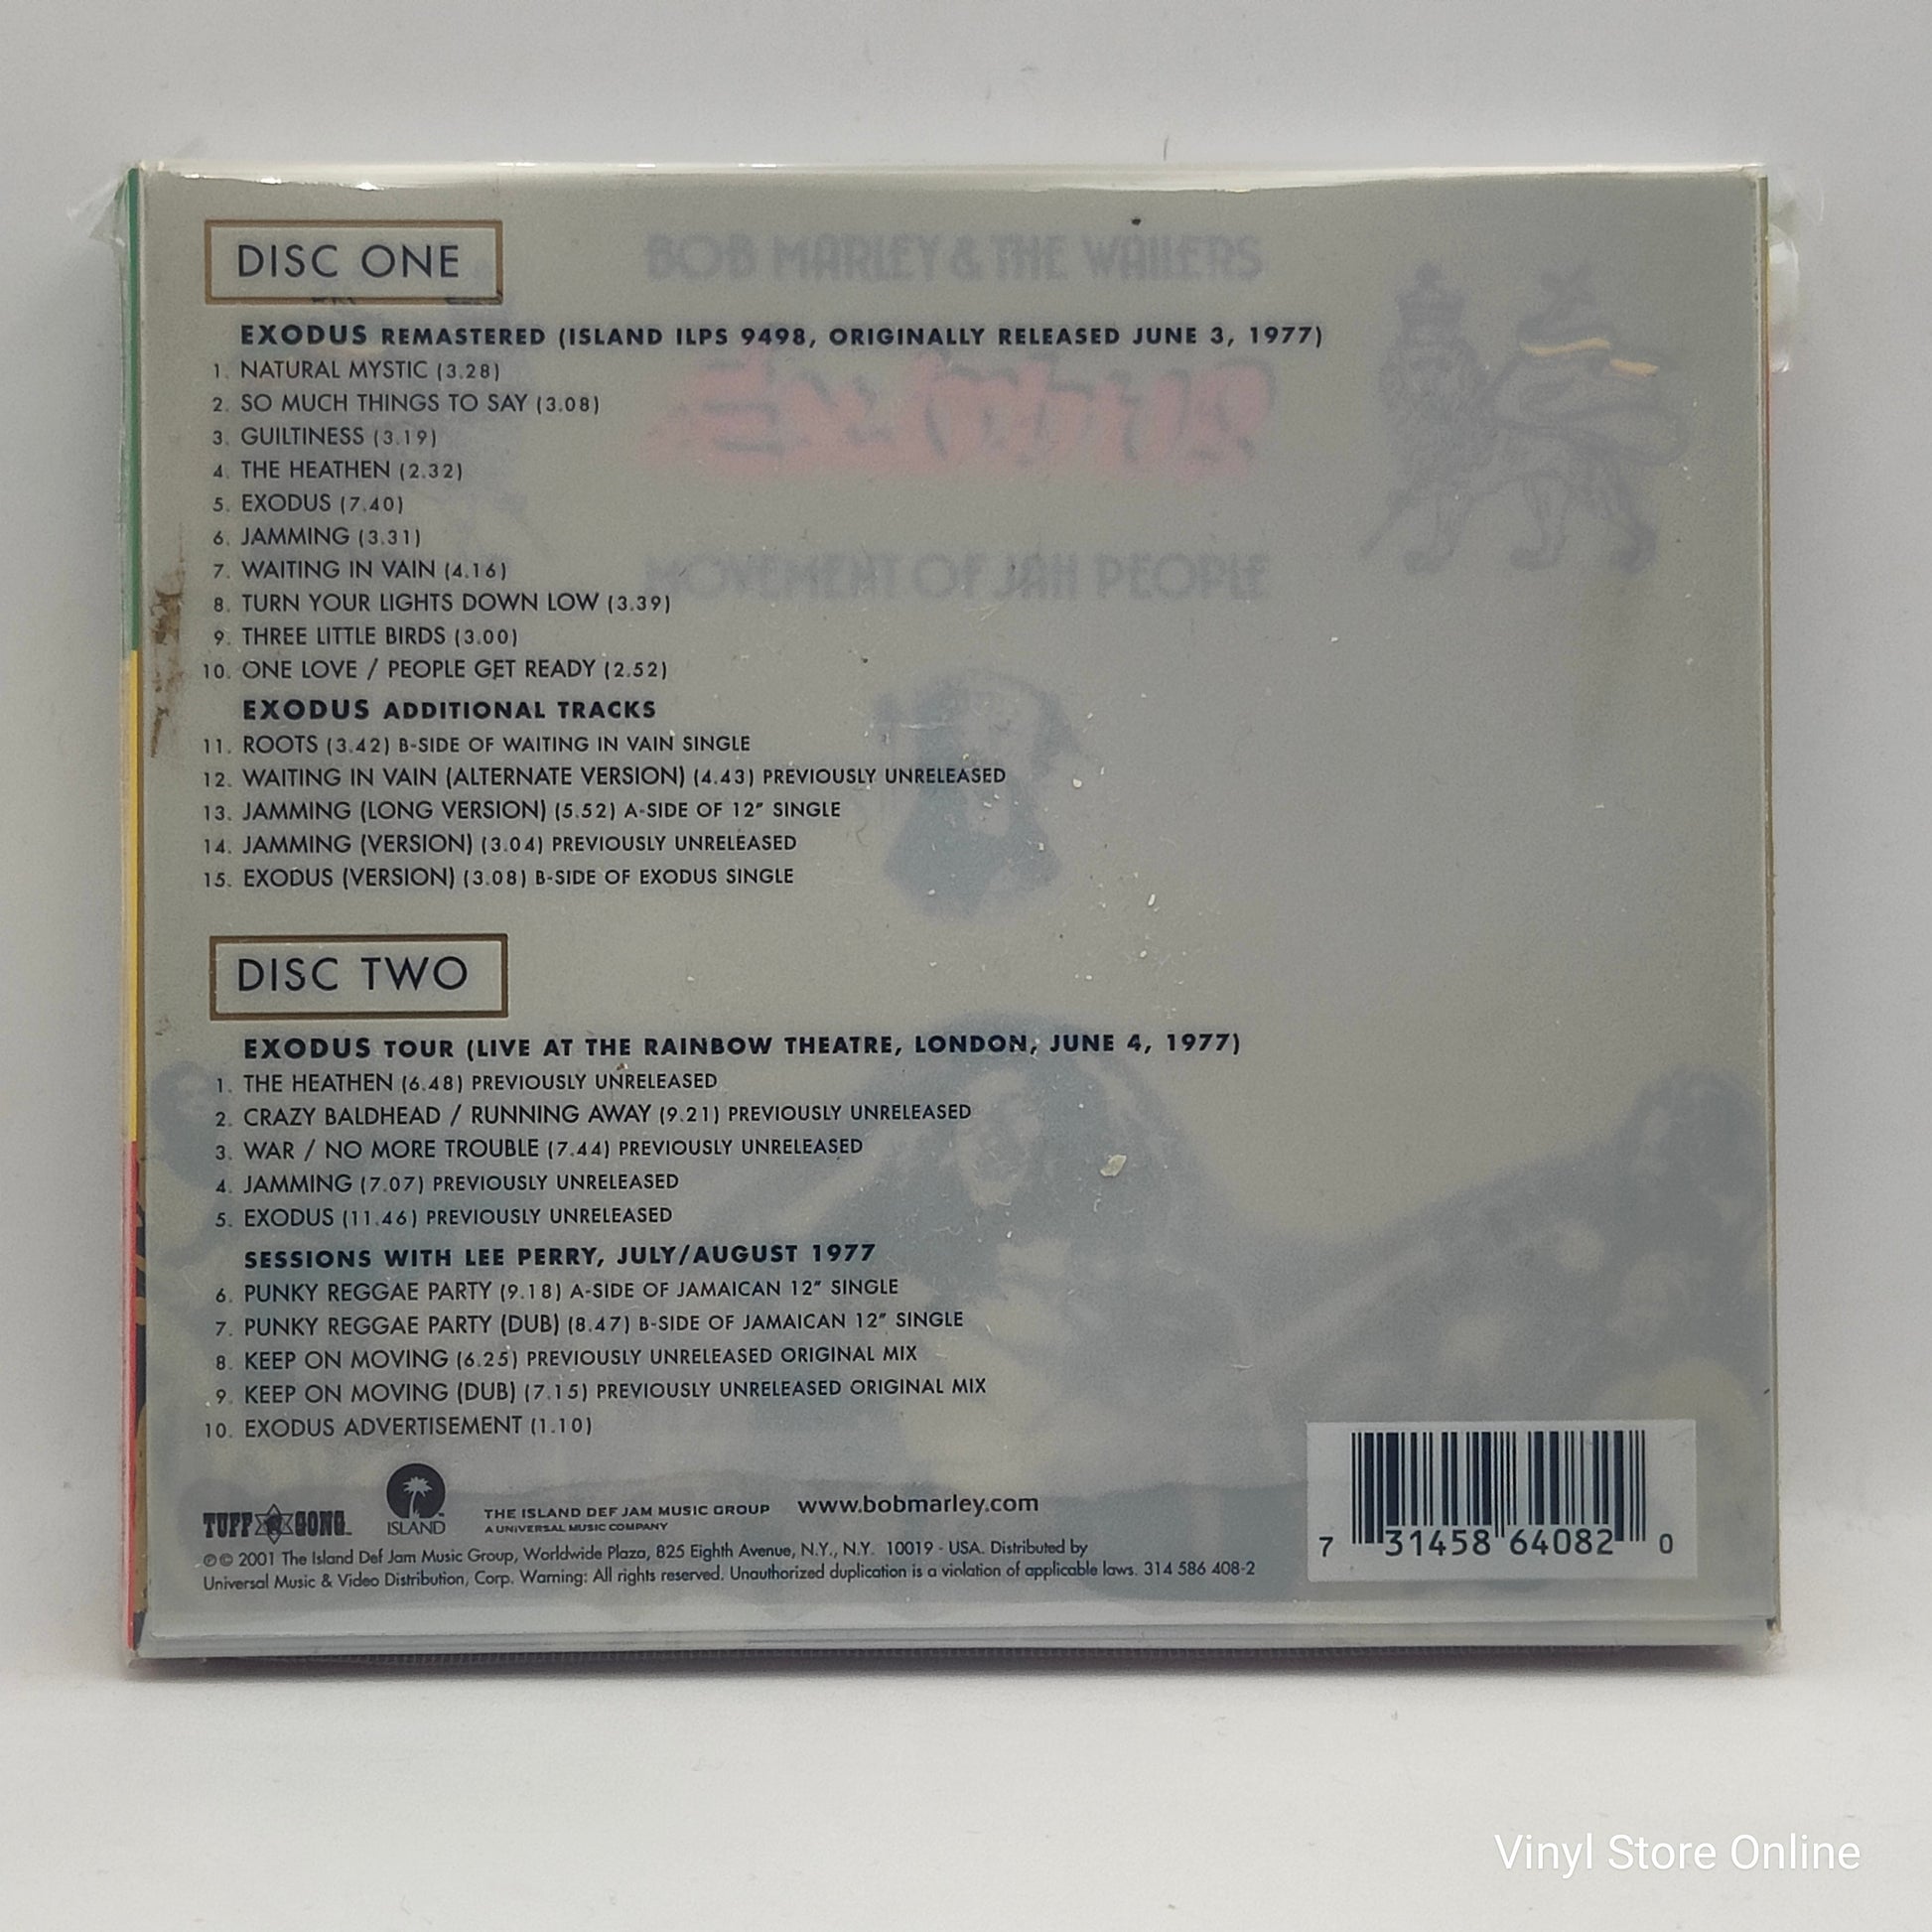 DISC ONE
BOB MARLEY & THE WAILERS
EXODUS REMASTERED (ISLAND ILPS 9498, ORIGINALLY RELEASED JUNE 3, 1977)
1. NATURAL MYSTIC (3.28)
2. SO MUCH THINGS TO SAY (3.08)
3. GUILTINESS (3.19)
4. THE HEATHEN (2.32)
5. EXODUS (7.40)
6. JAMMING (3.31)
7. WAITING IN VAIN (4.16)
MOVEMENT OF JAH PEOPLE
8. TURN YOUR LIGHTS DOWN LOW (3.39)
9. THREE LITTLE BIRDS (3.00)
10. ONE LOVE / PEOPLE GET READY (2.52)
EXODUS ADDITIONAL TRACKS
11. ROOTS (3.42) B-SIDE OF WAITING IN VAIN SINGLE
12. WAITING IN VAIN (ALTERNATE VERSION) (4.43) PREVIOUSLY UNRELEASED
13. JAMMING (LONG VERSION) (5.52) A-SIDE OF 12" SINGLE
14. JAMMING (VERSION) (3.04) PREVIOUSLY UNRELEASED
15. EXODUS (VERSION) (3.08) B-SIDE OF EXODUS SINGLE
DISC TWO
EXODUS TOUR (LIVE AT THE RAINBOW THEATRE, LONDON, JUNE 4, 1977)
1. THE HEATHEN (6.48) PREVIOUSLY UNRELEASED
2. CRAZY BALDHEAD / RUNNING AWAY (9.21) PREVIOUSLY UNRELEASED
3. WAR / NO MORE TROUBLE (7.44) PREVIOUSLY UNRELEASED
4. JAMMING (7.07) PREVIOUSLY UNRELEASED
5. EXODUS (11.46) PREVIOUSLY UNRELEASED
SESSIONS WITH LEE PERRY, JULY/AUGUST 1977
6. PUNKY REGGAE PARTY (9.18) A-SIDE OF JAMAICAN 12" SINGLE
7. PUNKY REGGAE PARTY (DUB) (8.47) B-SIDE OF JAMAICAN 12" SINGLE
8. KEEP ON MOVING (6.25) PREVIOUSLY UNRELEASED ORIGINAL MIX
9. KEEP ON MOVING (DUB) (7.15) PREVIOUSLY UNRELEASED ORIGINAL MIX
10. EXODUS ADVERTISEMENT (1.10)
TUFF GONG ISLAND THE ISLAND DEF JAM MUSIC GROUP www.bobmarley.com
A UNIVERSAL MUSIC COMPANY
℗© 2001 The Island Def Jam Music Group, Worldwide Plaza, 825 Eighth Avenue, N.Y., N.Y. 10019 - USA. Distributed by
Universal Music & Video Distribution, Corp. Warning: All rights reserved. Unauthorized duplication is a violation of applicable laws. 314 586 408-2
7 31458 64082 0
Vinyl Store Online